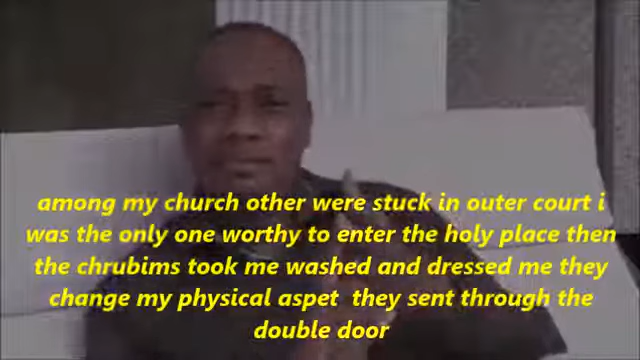 among my church other were stuck in outer court i
was the only one worthy to enter the holy place then
the chrubims took me washed and dressed me they
change my physical aspet they sent through the
double door